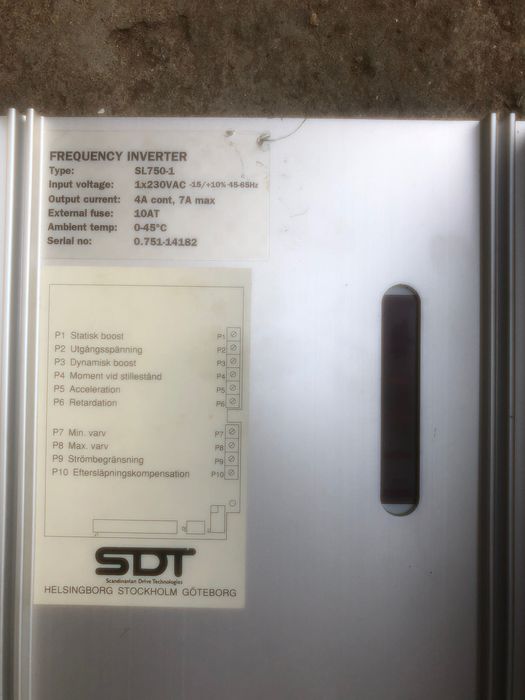 FREQUENCY INVERTER
Type: SL750-1
Input voltage: 1x230VAC -15/+10% 45-65Hz
Output current: 4A cont, 7A max
External fuse: 10AT
Ambient temp: 0-45°C
Serial no: 0.751-14182
P1 Statisk boost P1
P2 Utgångsspänning P2
P3 Dynamisk boost P3
P4 Moment vid stillestånd P4
P5 Acceleration P5
P6 Retardation P6
P7 Min. varv P7
P8 Max. varv P8
P9 Strömbegränsning P9
P10 Eftersläpningskompensation P10
SDT
Scandinavian Drive Technologies
HELSINGBORG STOCKHOLM GÖTEBORG